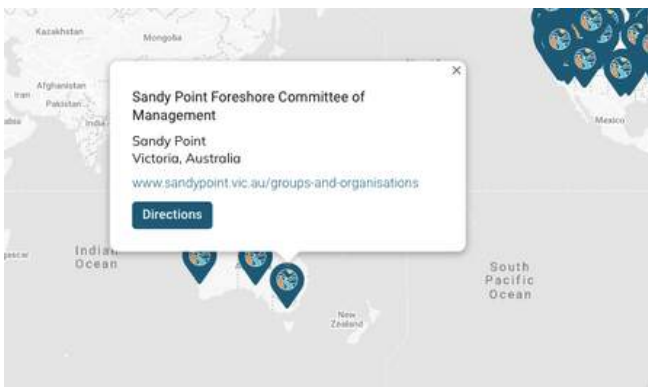 Kazakhstan
Mongolia
Afghanistan
Iran
Pakistan
India
Mexico
Sandy Point Foreshore Committee of
Management
Sandy Point
Victoria, Australia
www.sandypoint.vic.au/groups-and-organisations
Directions
Indian
Ocean
South
Pacific
Ocean
New
Zealand